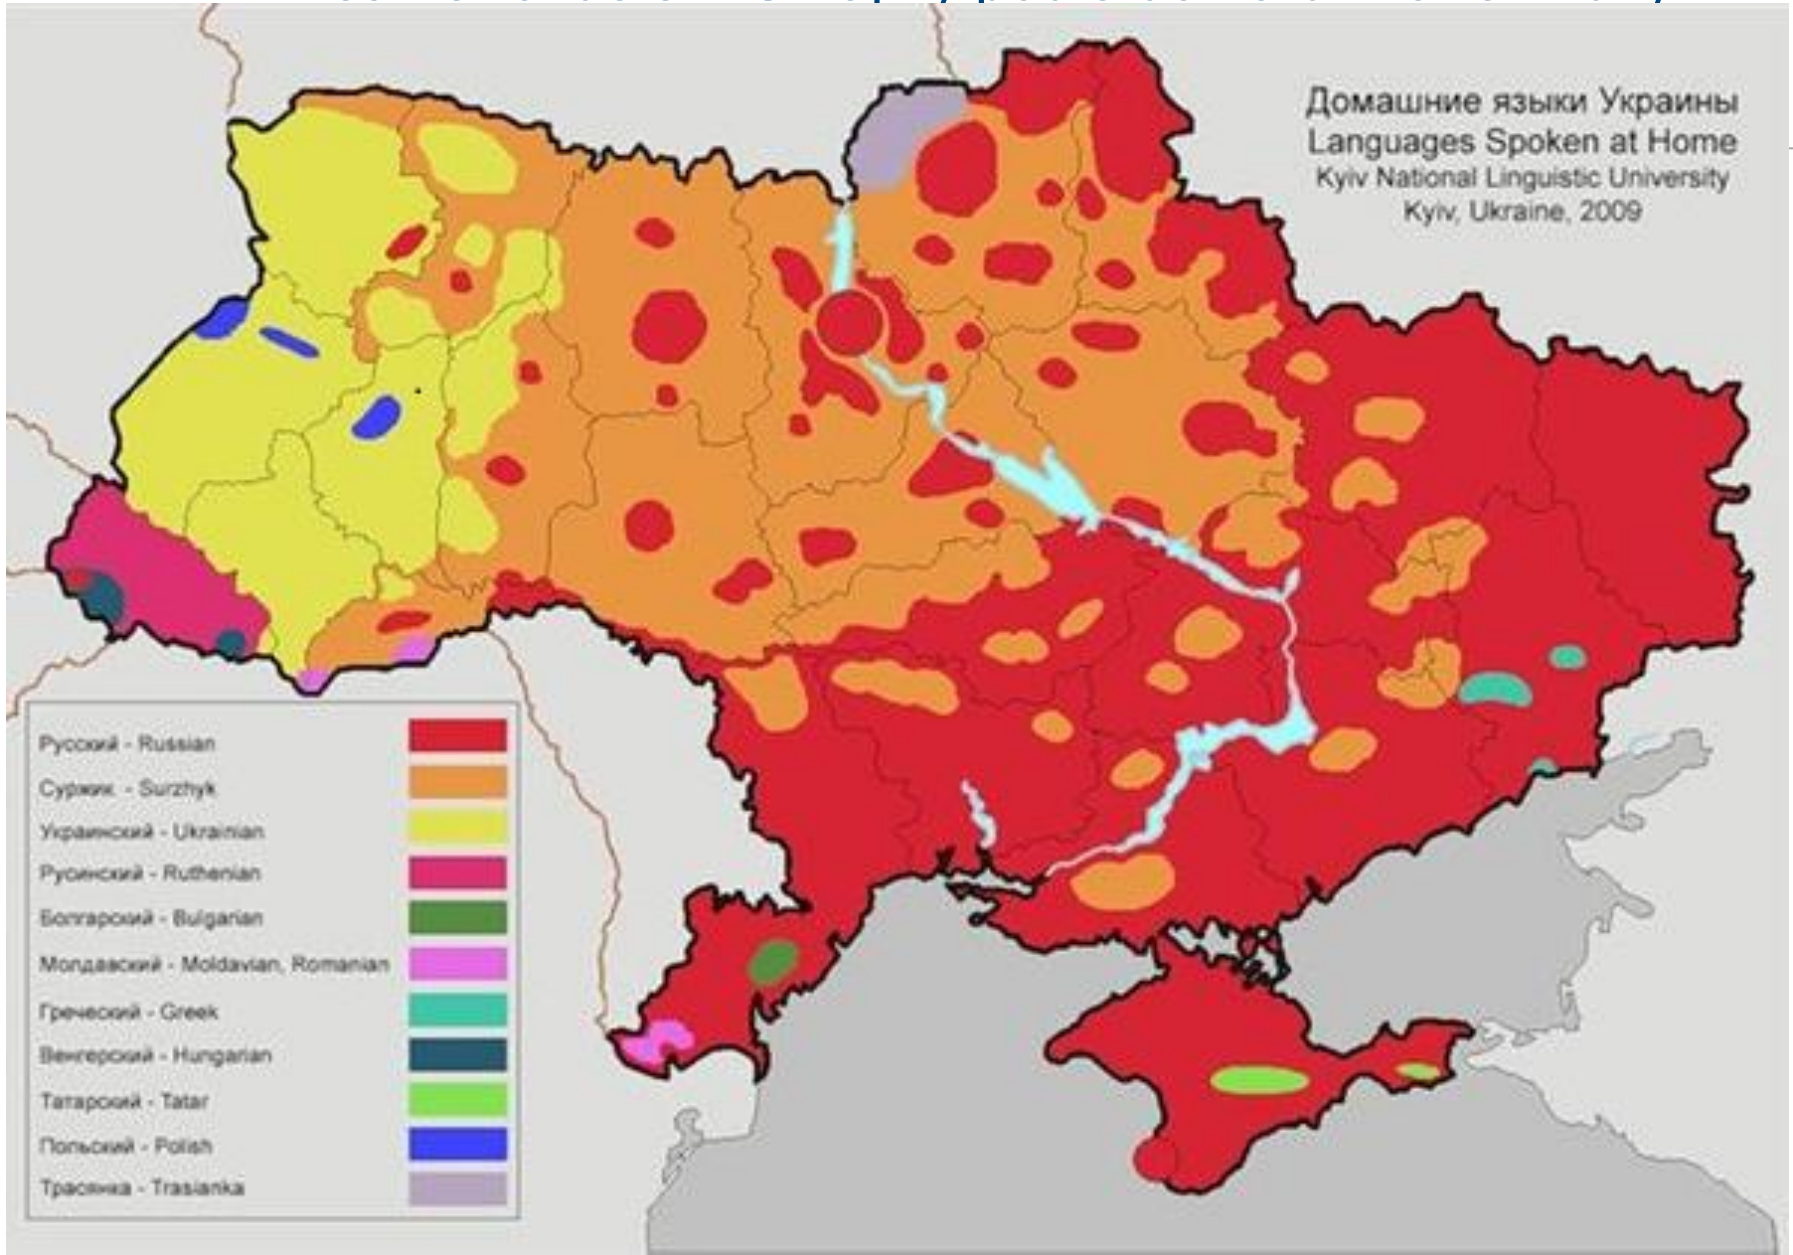 Домашние языки Украины
Languages Spoken at Home
Kyiv National Linguistic University
Kyiv, Ukraine, 2009
Русский - Russian
Суржик - Surzhyk
Украинский - Ukrainian
Русинский - Ruthenian
Болгарский - Bulgarian
Молдавский - Moldavian, Romanian
Греческий - Greek
Венгерский - Hungarian
Татарский - Tatar
Польский - Polish
Трасянка - Trasianka